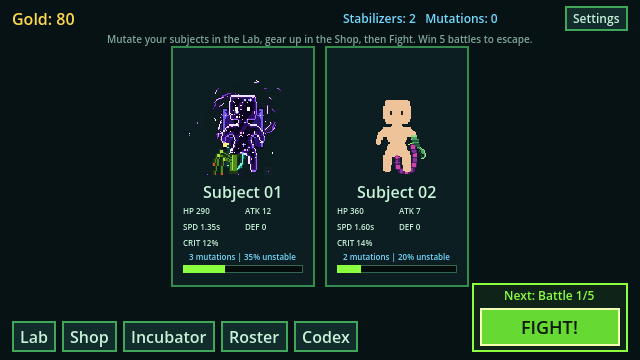 Gold: 80
Stabilizers: 2 Mutations: 0
Settings
Mutate your subjects in the Lab, gear up in the Shop, then Fight. Win 5 battles to escape.
Subject 01
HP 290 ATK 12
SPD 1.35s DEF 0
CRIT 12%
3 mutations | 35% unstable
Subject 02
HP 360 ATK 7
SPD 1.60s DEF 0
CRIT 14%
2 mutations | 20% unstable
Next: Battle 1/5
FIGHT!
Lab
Shop
Incubator
Roster
Codex